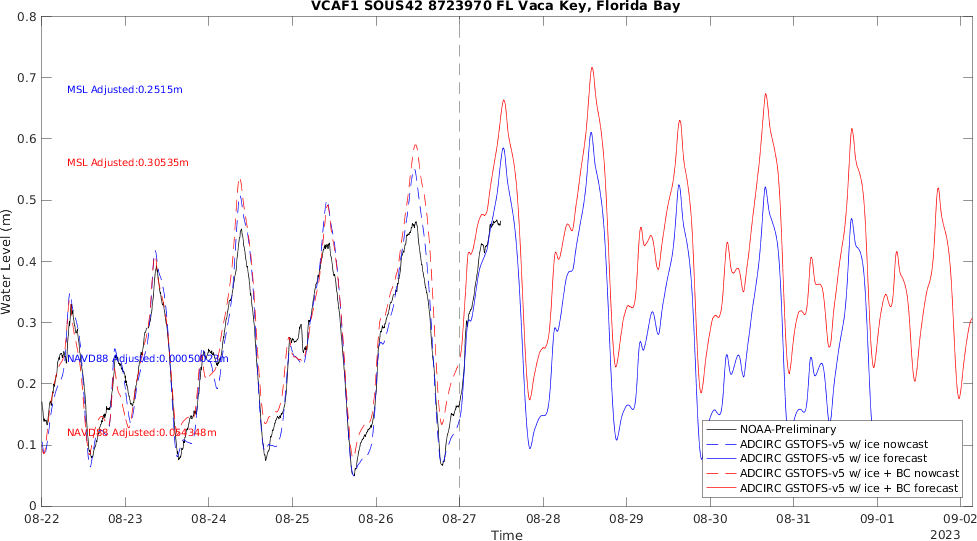 VCAF1 SOUS42 8723970 FL Vaca Key, Florida Bay
0.8
0.7
0.6
0.5
0.4
0.3
0.2
0.1
0
Water Level (m)
MSL Adjusted:0.2515m
MSL Adjusted:0.30535m
NAVD88
NAVD88 Adjusted:0.054348m
NOAA-Preliminary
ADCIRC GSTOFS-v5 w/ ice nowcast
ADCIRC GSTOFS-v5 w/ ice forecast
ADCIRC GSTOFS-v5 w/ ice + BC nowcast
ADCIRC GSTOFS-v5 w/ ice + BC forecast
08-22 08-23 08-24 08-25 08-26 08-27 08-28 08-29 08-30 08-31 09-01 09-02
Time
2023